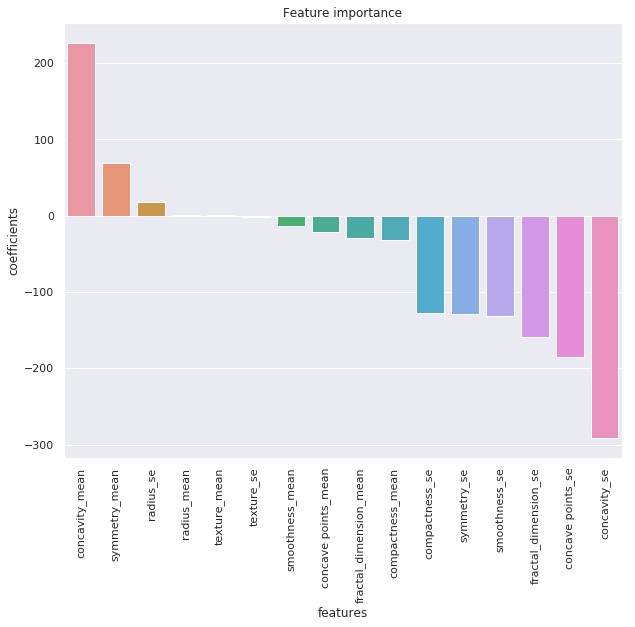 Feature importance
coefficients
200
100
0
−100
−200
−300
concavity_mean
symmetry_mean
radius_se
radius_mean
texture_mean
texture_se
smoothness_mean
concave points_mean
fractal_dimension_mean
compactness_mean
compactness_se
symmetry_se
smoothness_se
fractal_dimension_se
concave points_se
concavity_se
features